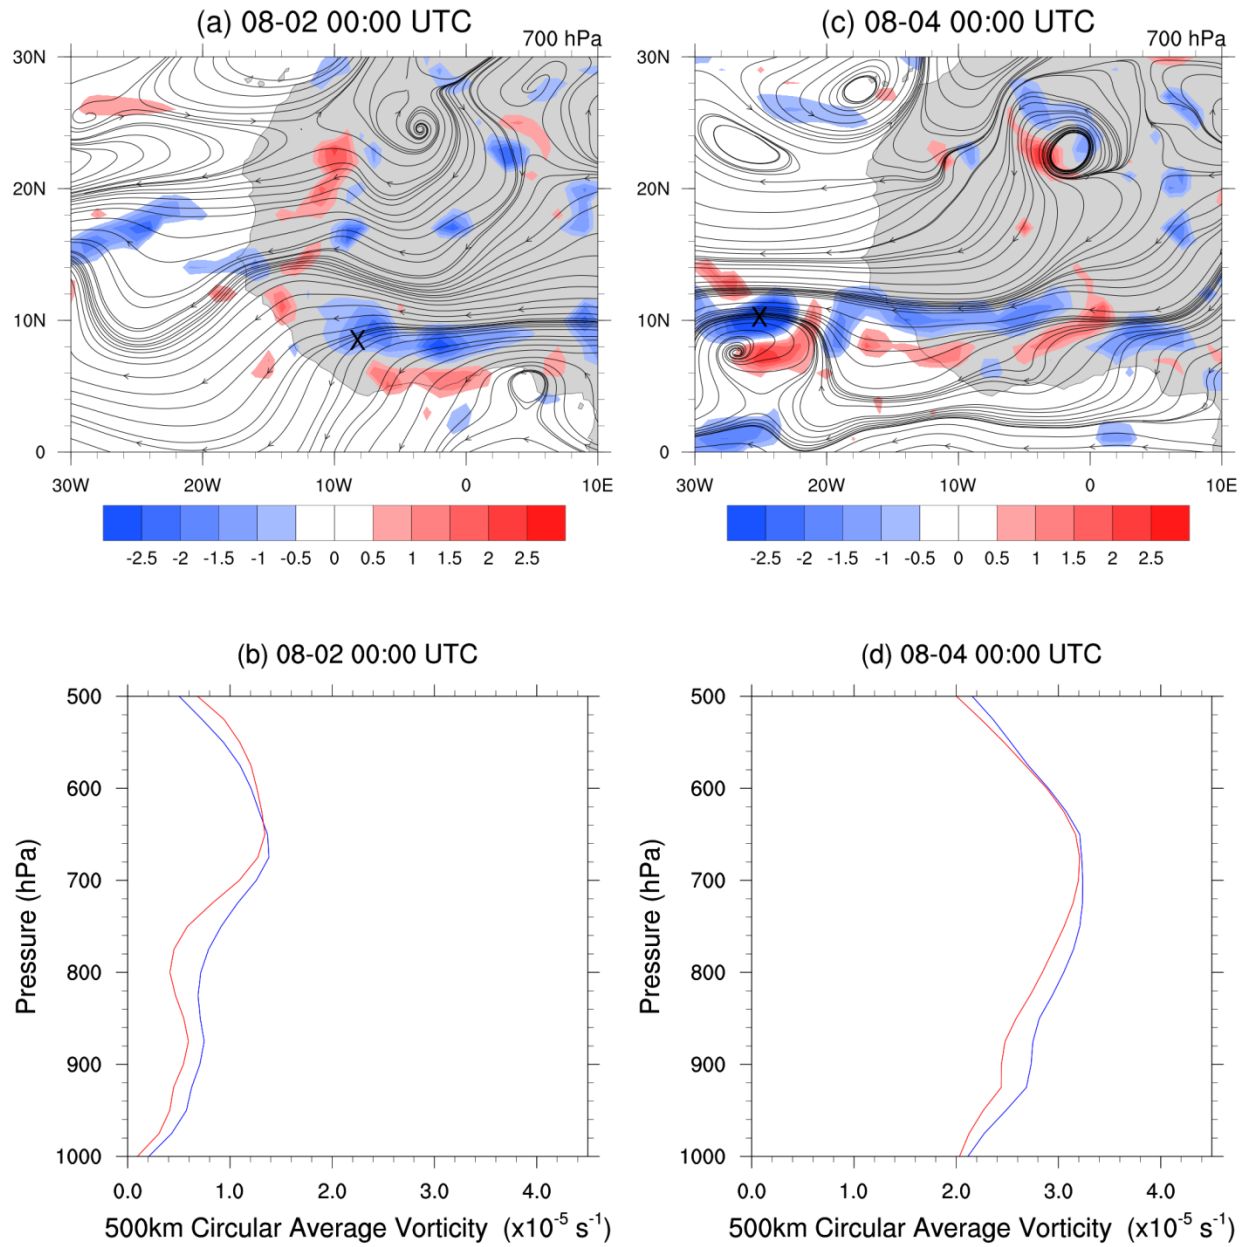 (a) 08-02 00:00 UTC
700 hPa
30N
20N
10N
0
30W 20W 10W 0 10E
X
-2.5 -2 -1.5 -1 -0.5 0 0.5 1 1.5 2 2.5
(c) 08-04 00:00 UTC
700 hPa
30N
20N
10N
0
30W 20W 10W 0 10E
X
-2.5 -2 -1.5 -1 -0.5 0 0.5 1 1.5 2 2.5
(b) 08-02 00:00 UTC
Pressure (hPa)
500
600
700
800
900
1000
0.0 1.0 2.0 3.0 4.0
500km Circular Average Vorticity (x10⁻⁵ s⁻¹)
(d) 08-04 00:00 UTC
Pressure (hPa)
500
600
700
800
900
1000
0.0 1.0 2.0 3.0 4.0
500km Circular Average Vorticity (x10⁻⁵ s⁻¹)